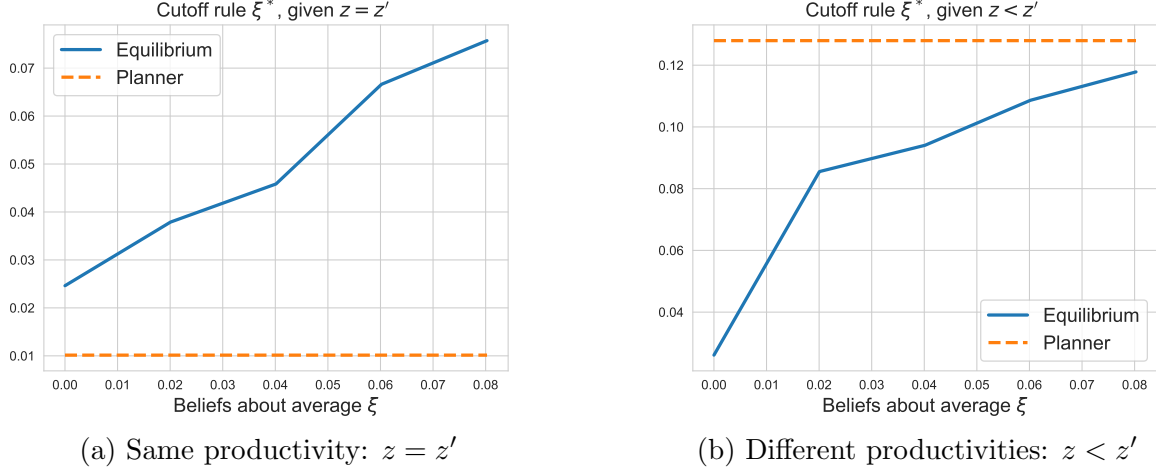 Cutoff rule ξ*, given z = z′
Equilibrium
Planner
0.07
0.06
0.05
0.04
0.03
0.02
0.01
0.00 0.01 0.02 0.03 0.04 0.05 0.06 0.07 0.08
Beliefs about average ξ
(a) Same productivity: z = z′
Cutoff rule ξ*, given z < z′
0.12
0.10
0.08
0.06
0.04
Equilibrium
Planner
0.00 0.01 0.02 0.03 0.04 0.05 0.06 0.07 0.08
Beliefs about average ξ
(b) Different productivities: z < z′